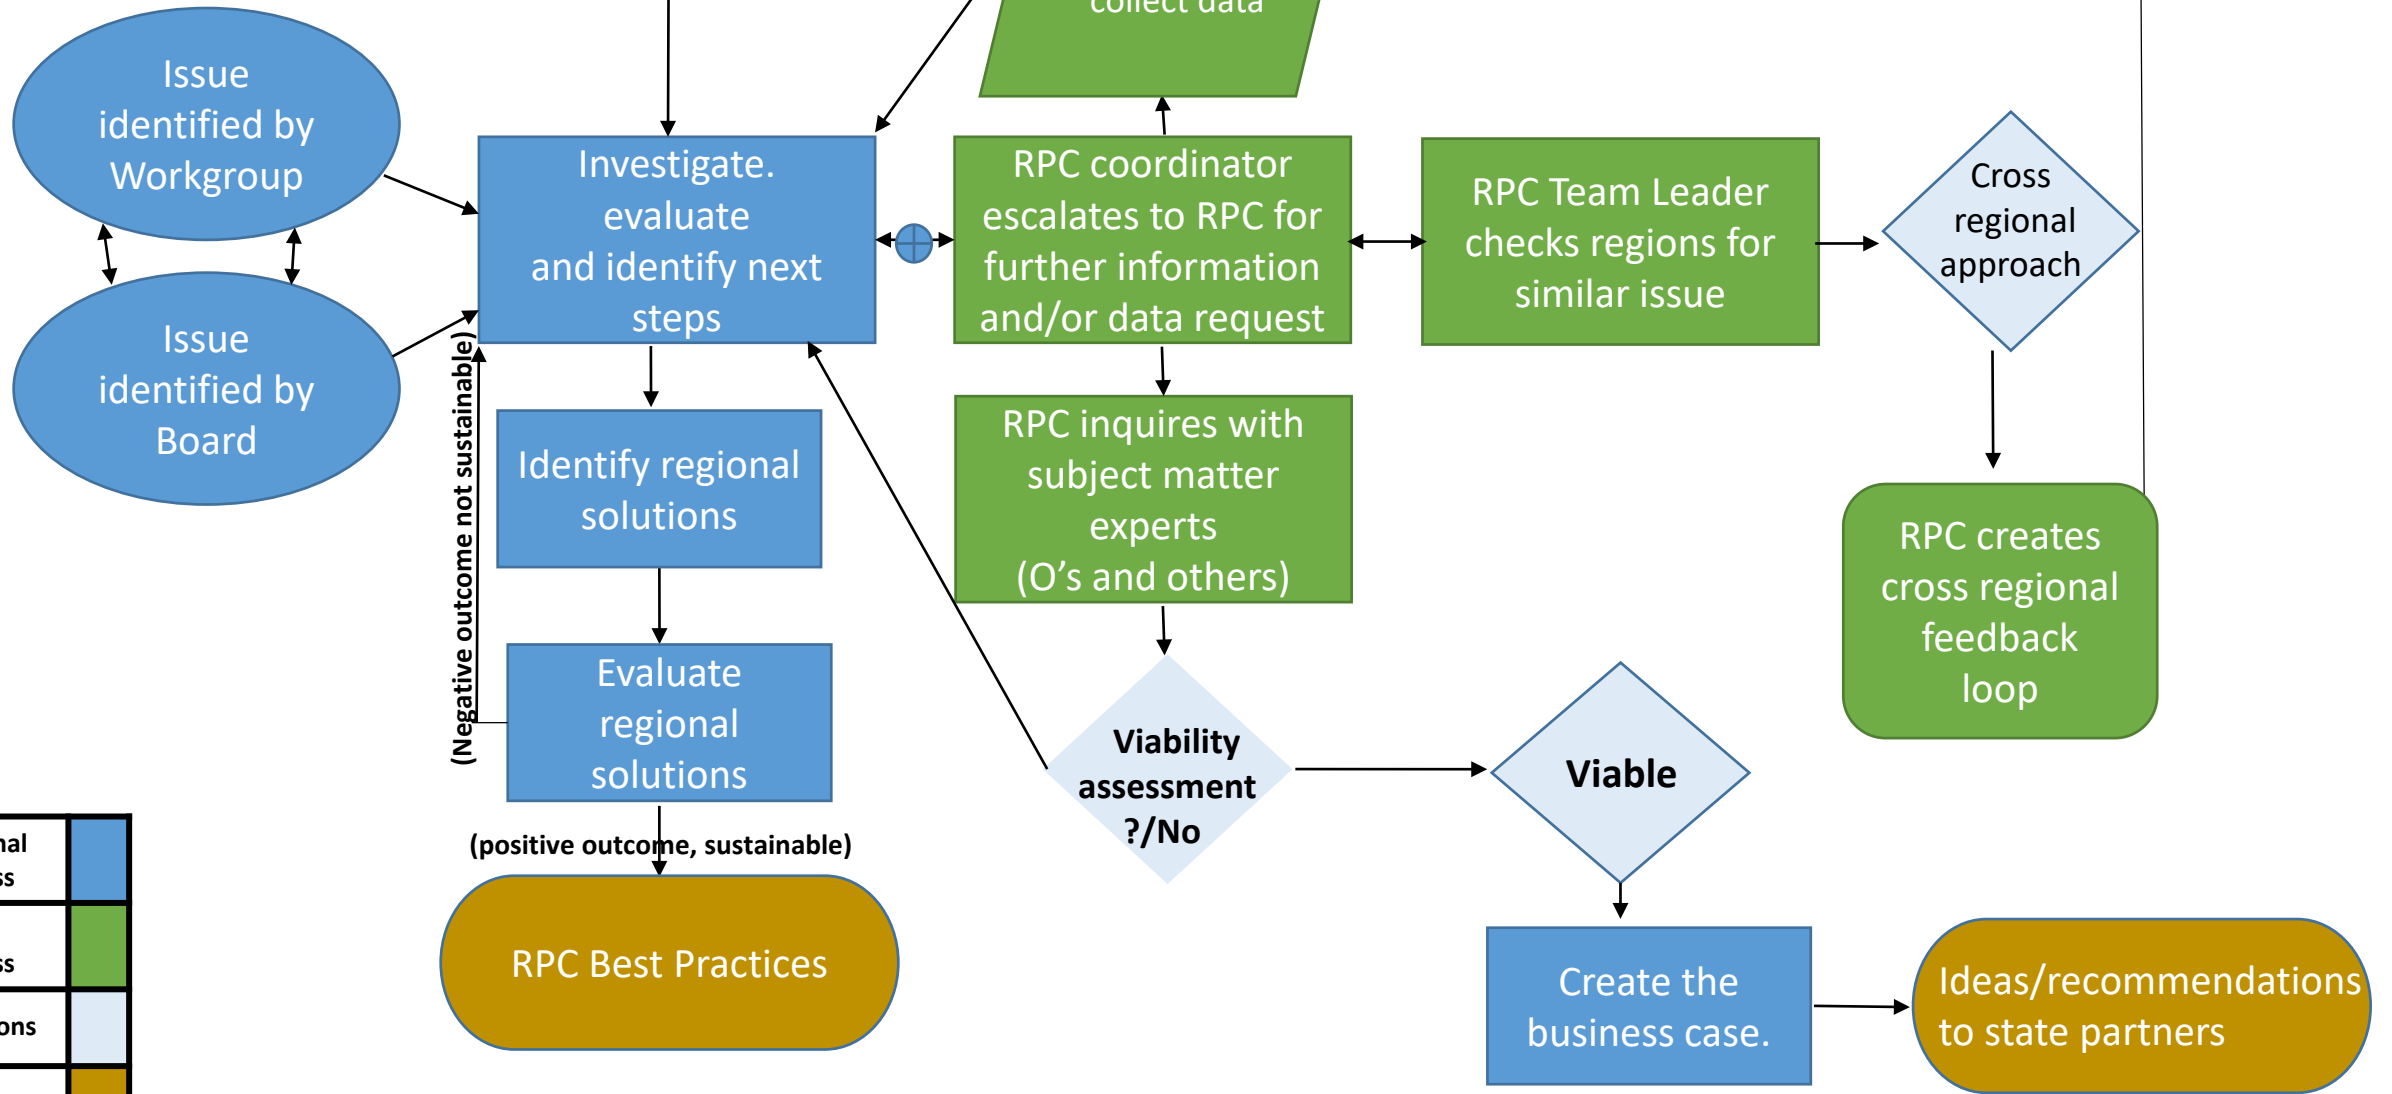 collect data
Issue
identified by
Workgroup
Investigate.
evaluate
and identify next
steps
RPC coordinator
escalates to RPC for
further information
and/or data request
RPC Team Leader
checks regions for
similar issue
Cross
regional
approach
Issue
identified by
Board
(Negative outcome not sustainable)
Identify regional
solutions
RPC inquires with
subject matter
experts
(O’s and others)
RPC creates
cross regional
feedback
loop
Evaluate
regional
solutions
Viability
assessment
?/No
Viable
(positive outcome, sustainable)
RPC Best Practices
Create the
business case.
Ideas/recommendations
to state partners